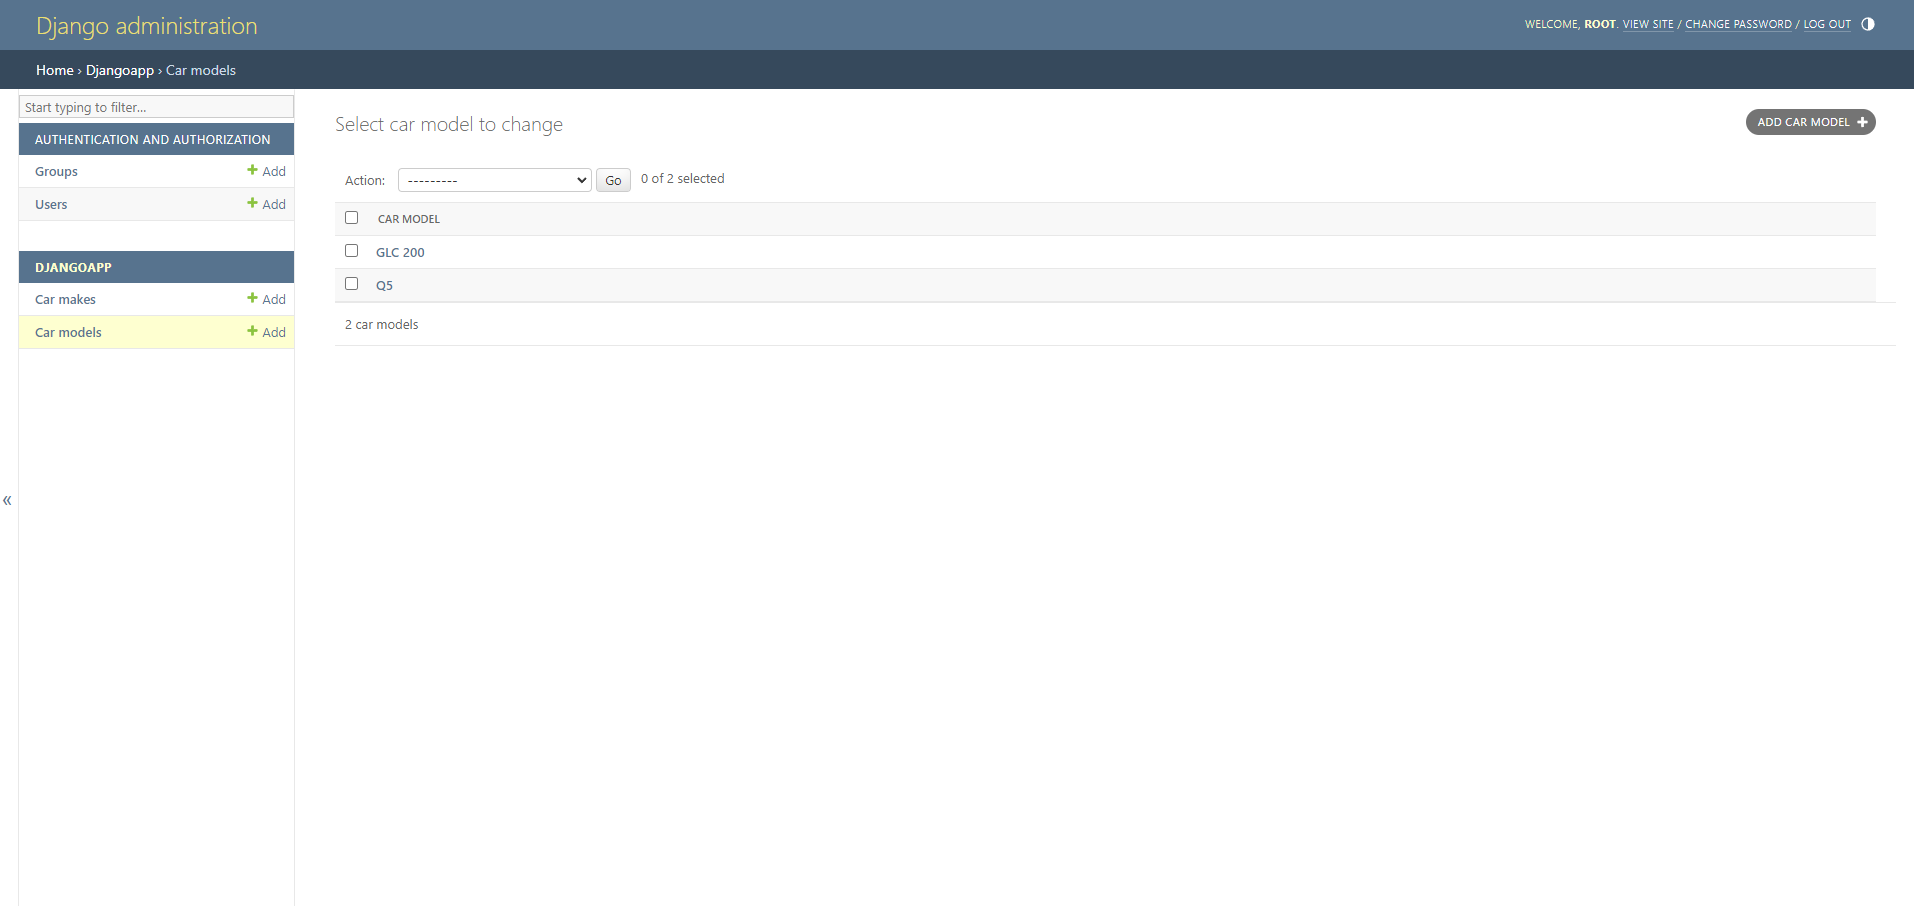 Django administration
WELCOME, ROOT. VIEW SITE / CHANGE PASSWORD / LOG OUT
Home › Djangoapp › Car models
Start typing to filter...
AUTHENTICATION AND AUTHORIZATION
Groups + Add
Users + Add
DJANGOAPP
Car makes + Add
Car models + Add
«
Select car model to change
ADD CAR MODEL +
Action: --------- Go 0 of 2 selected
CAR MODEL
GLC 200
Q5
2 car models